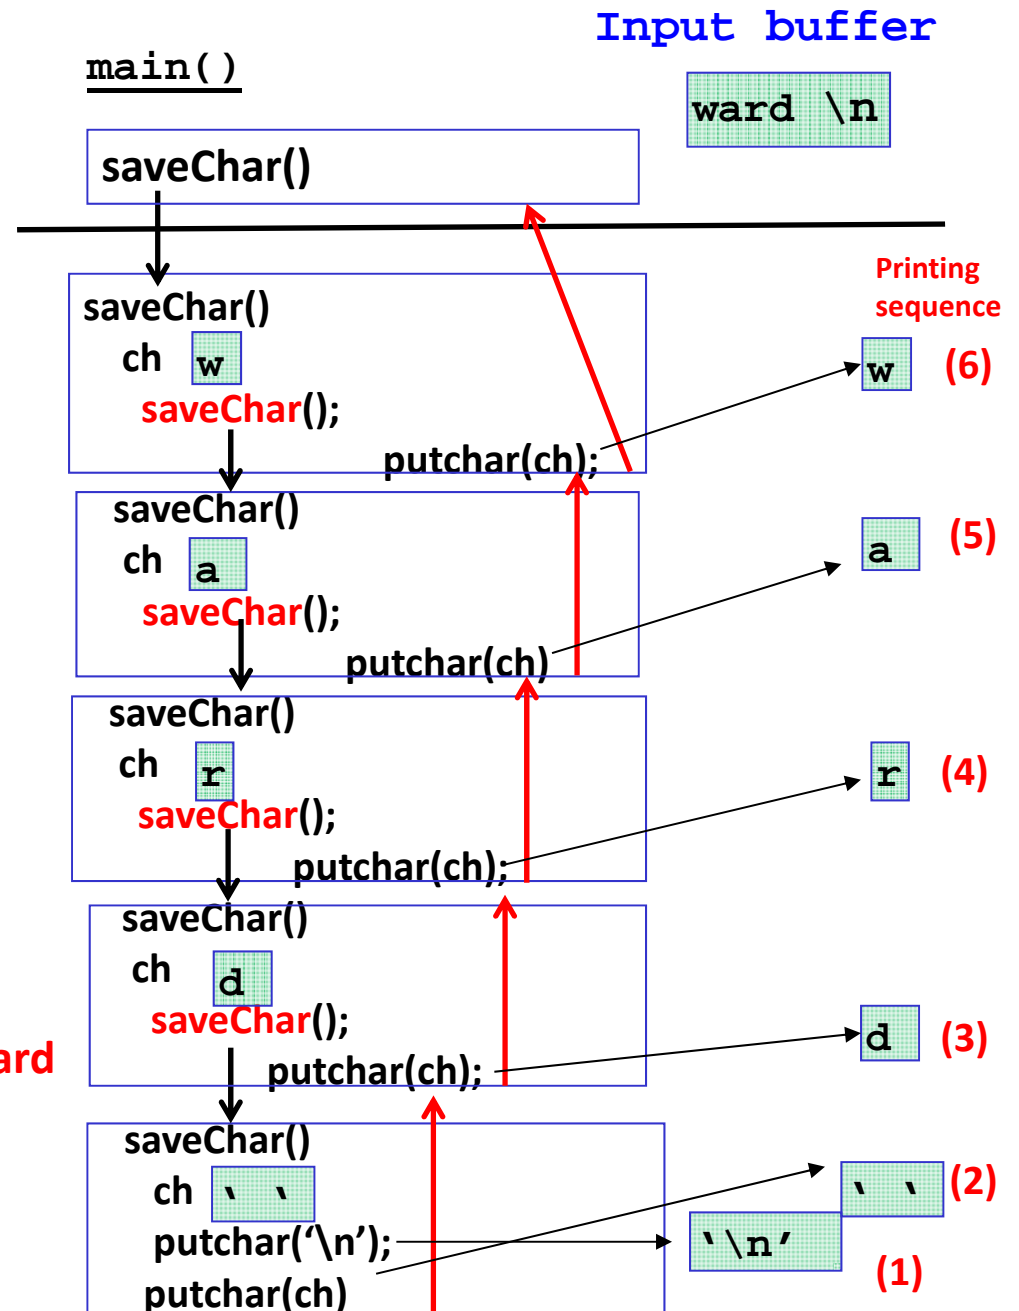 Input buffer
main()
ward \n
saveChar()
Printing
sequence
saveChar()
ch w
w (6)
saveChar();
putchar(ch);
saveChar()
ch a
a (5)
saveChar();
putchar(ch)
saveChar()
ch r
r (4)
saveChar();
putchar(ch);
saveChar()
ch d
saveChar();
d (3)
ard
putchar(ch);
saveChar()
ch ‘ ‘
‘ ‘ (2)
putchar(‘\n’);
‘\n’
(1)
putchar(ch)